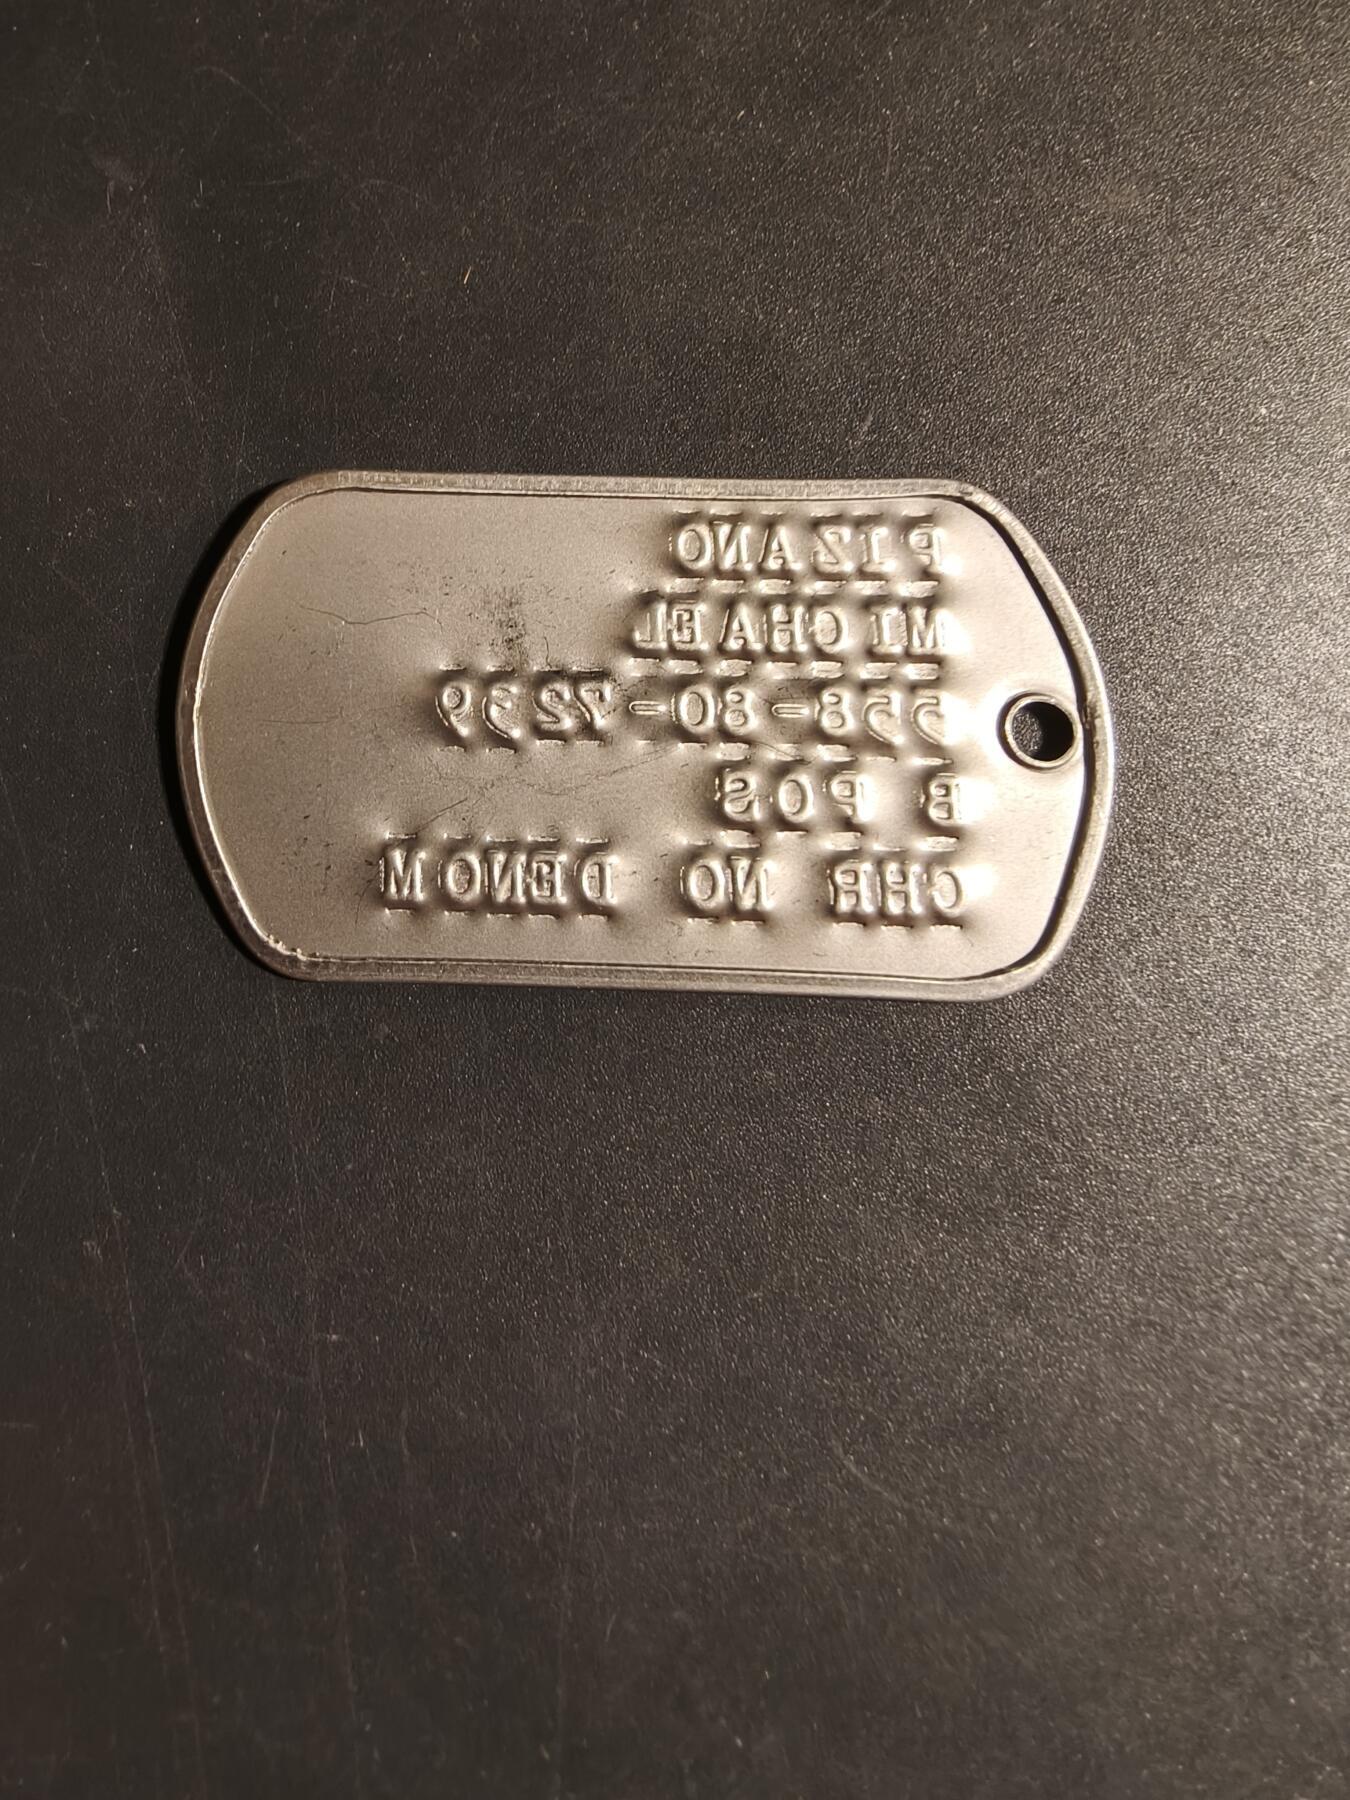 PIZANO
MICHAEL
558-80-7239
B POS
CHR NO DENOM